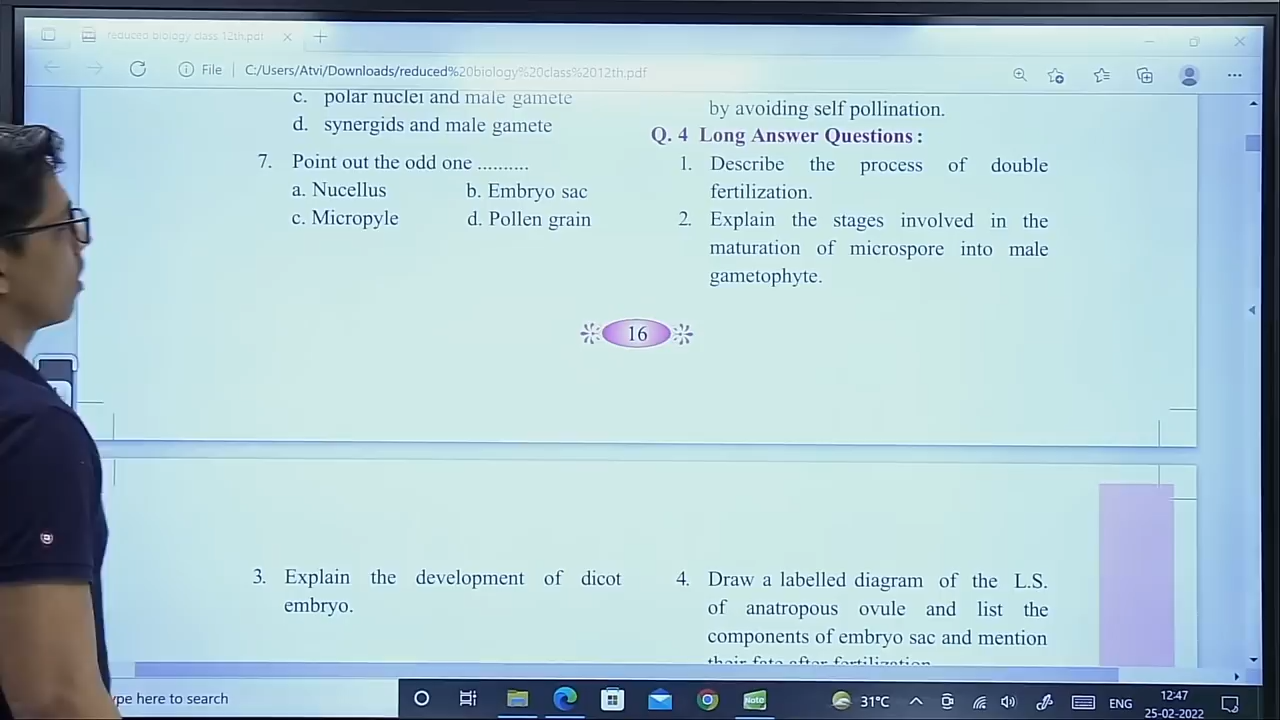 reduced biology class 12th.pdf
File
C:/Users/Atvi/Downloads/reduced%20biology%20class%2012th.pdf
c. polar nuclei and male gamete
d. synergids and male gamete
7. Point out the odd one ..........
a. Nucellus b. Embryo sac
c. Micropyle d. Pollen grain
by avoiding self pollination.
Q. 4 Long Answer Questions :
1. Describe the process of double
fertilization.
2. Explain the stages involved in the
maturation of microspore into male
gametophyte.
16
3. Explain the development of dicot
embryo.
4. Draw a labelled diagram of the L.S.
of anatropous ovule and list the
components of embryo sac and mention
their fate after fertilization.
ype here to search
Note
31°C
ENG
12:47
25-02-2022